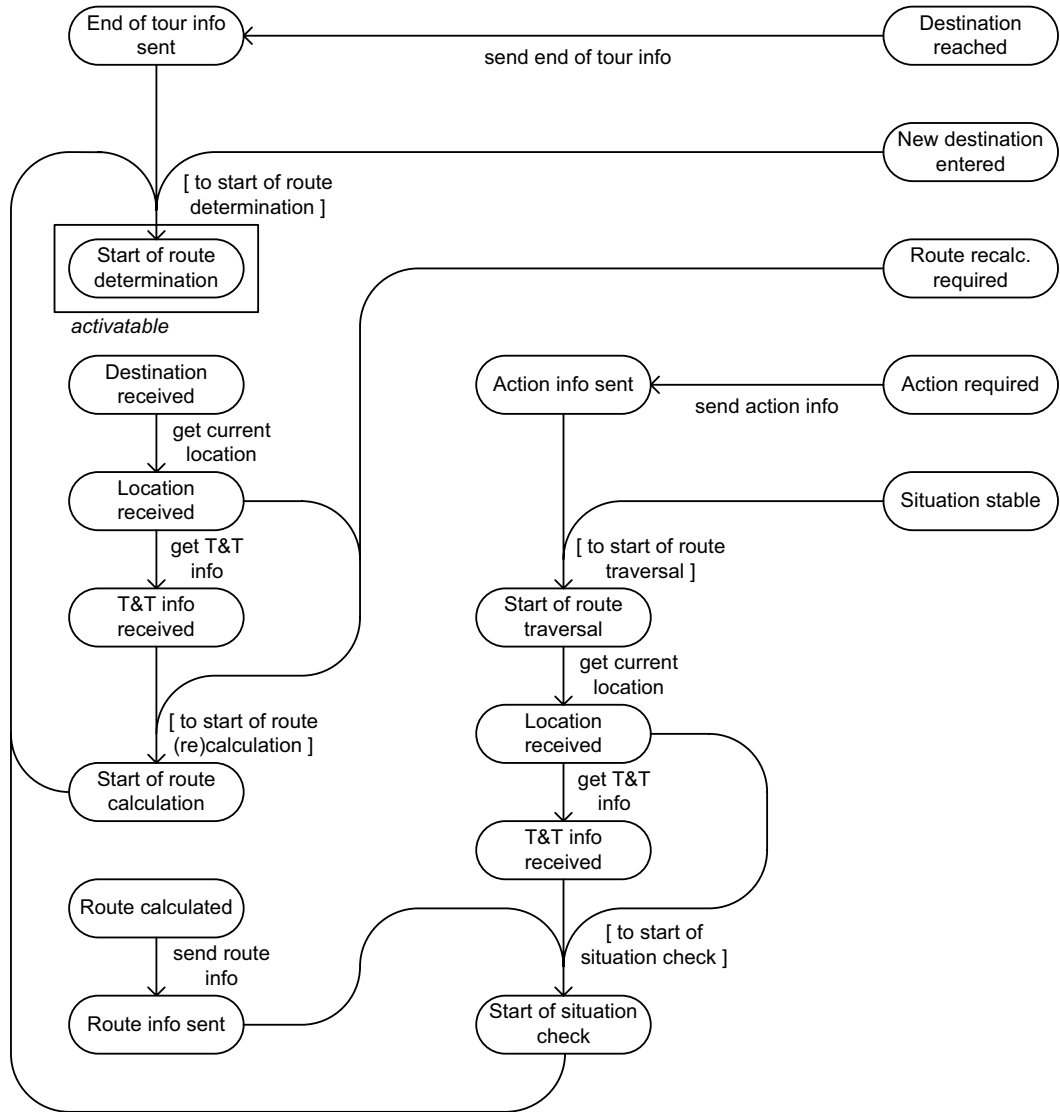 End of tour info
sent
Destination
reached
send end of tour info
New destination
entered
[ to start of route
determination ]
Start of route
determination
Route recalc.
required
activatable
Destination
received
Action info sent
Action required
send action info
get current
location
Location
received
Situation stable
get T&T
info
[ to start of route
traversal ]
T&T info
received
Start of route
traversal
get current
location
[ to start of route
(re)calculation ]
Location
received
Start of route
calculation
get T&T
info
T&T info
received
Route calculated
[ to start of
situation check ]
send route
info
Route info sent
Start of situation
check